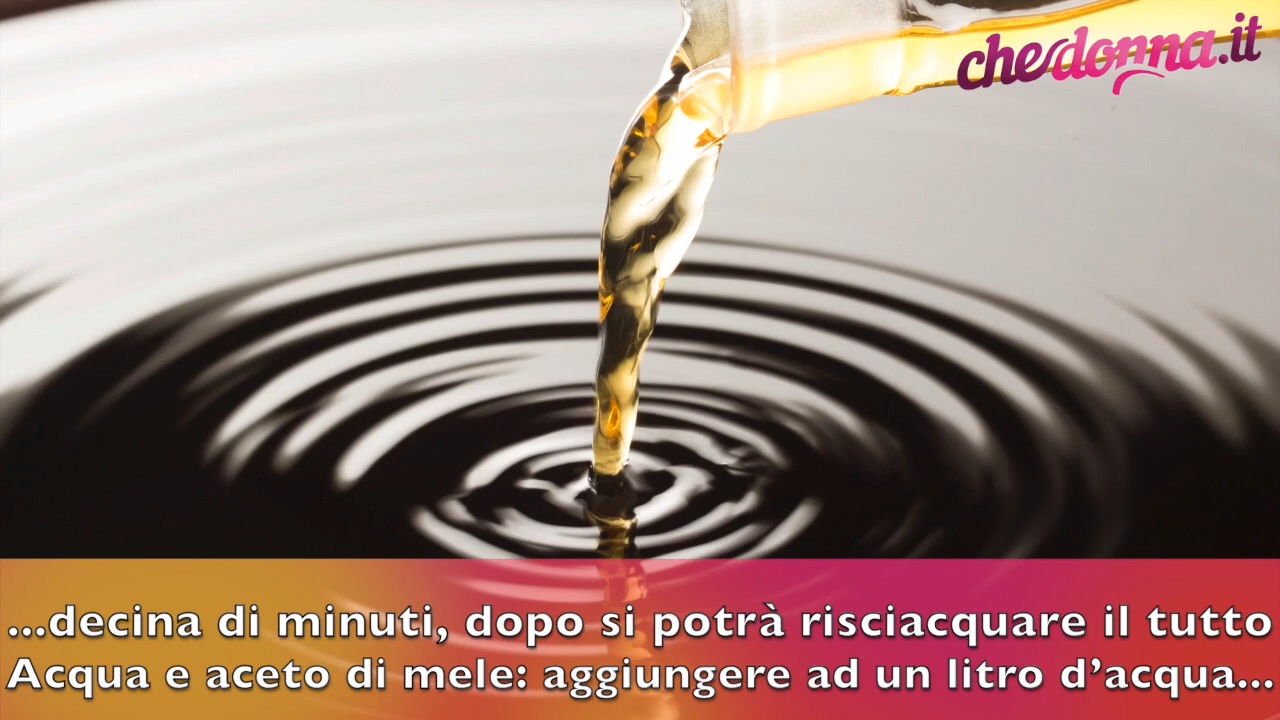 chedonna.it
...decina di minuti, dopo si potrà risciacquare il tutto
Acqua e aceto di mele: aggiungere ad un litro d’acqua...